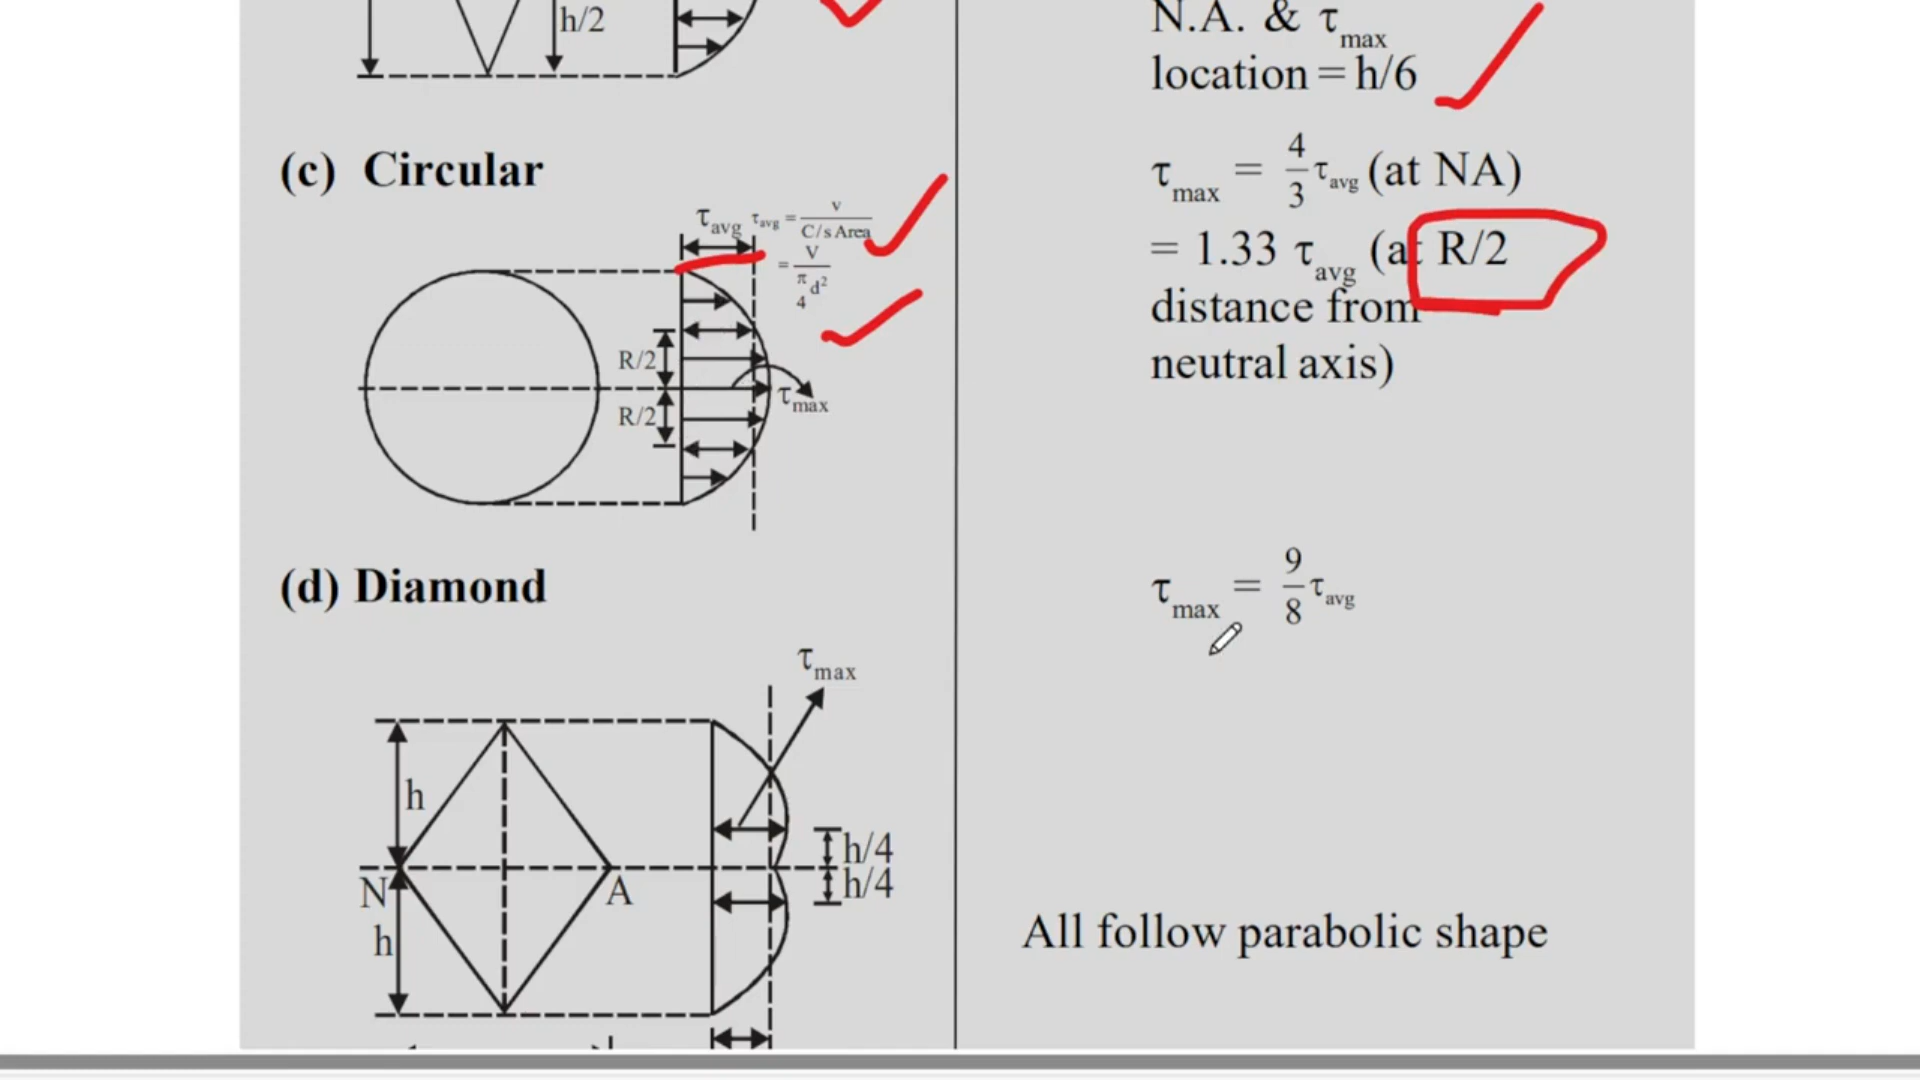 h/2
N.A. & τmax
location = h/6
(c) Circular
τmax = 4/3 τavg (at NA)
τavg
τavg = v / C/s Area
= V / π/4 d²
= 1.33 τavg (at R/2
distance from
neutral axis)
R/2
R/2
τmax
(d) Diamond
τmax = 9/8 τavg
τmax
h
h/4
h/4
N
A
h
All follow parabolic shape